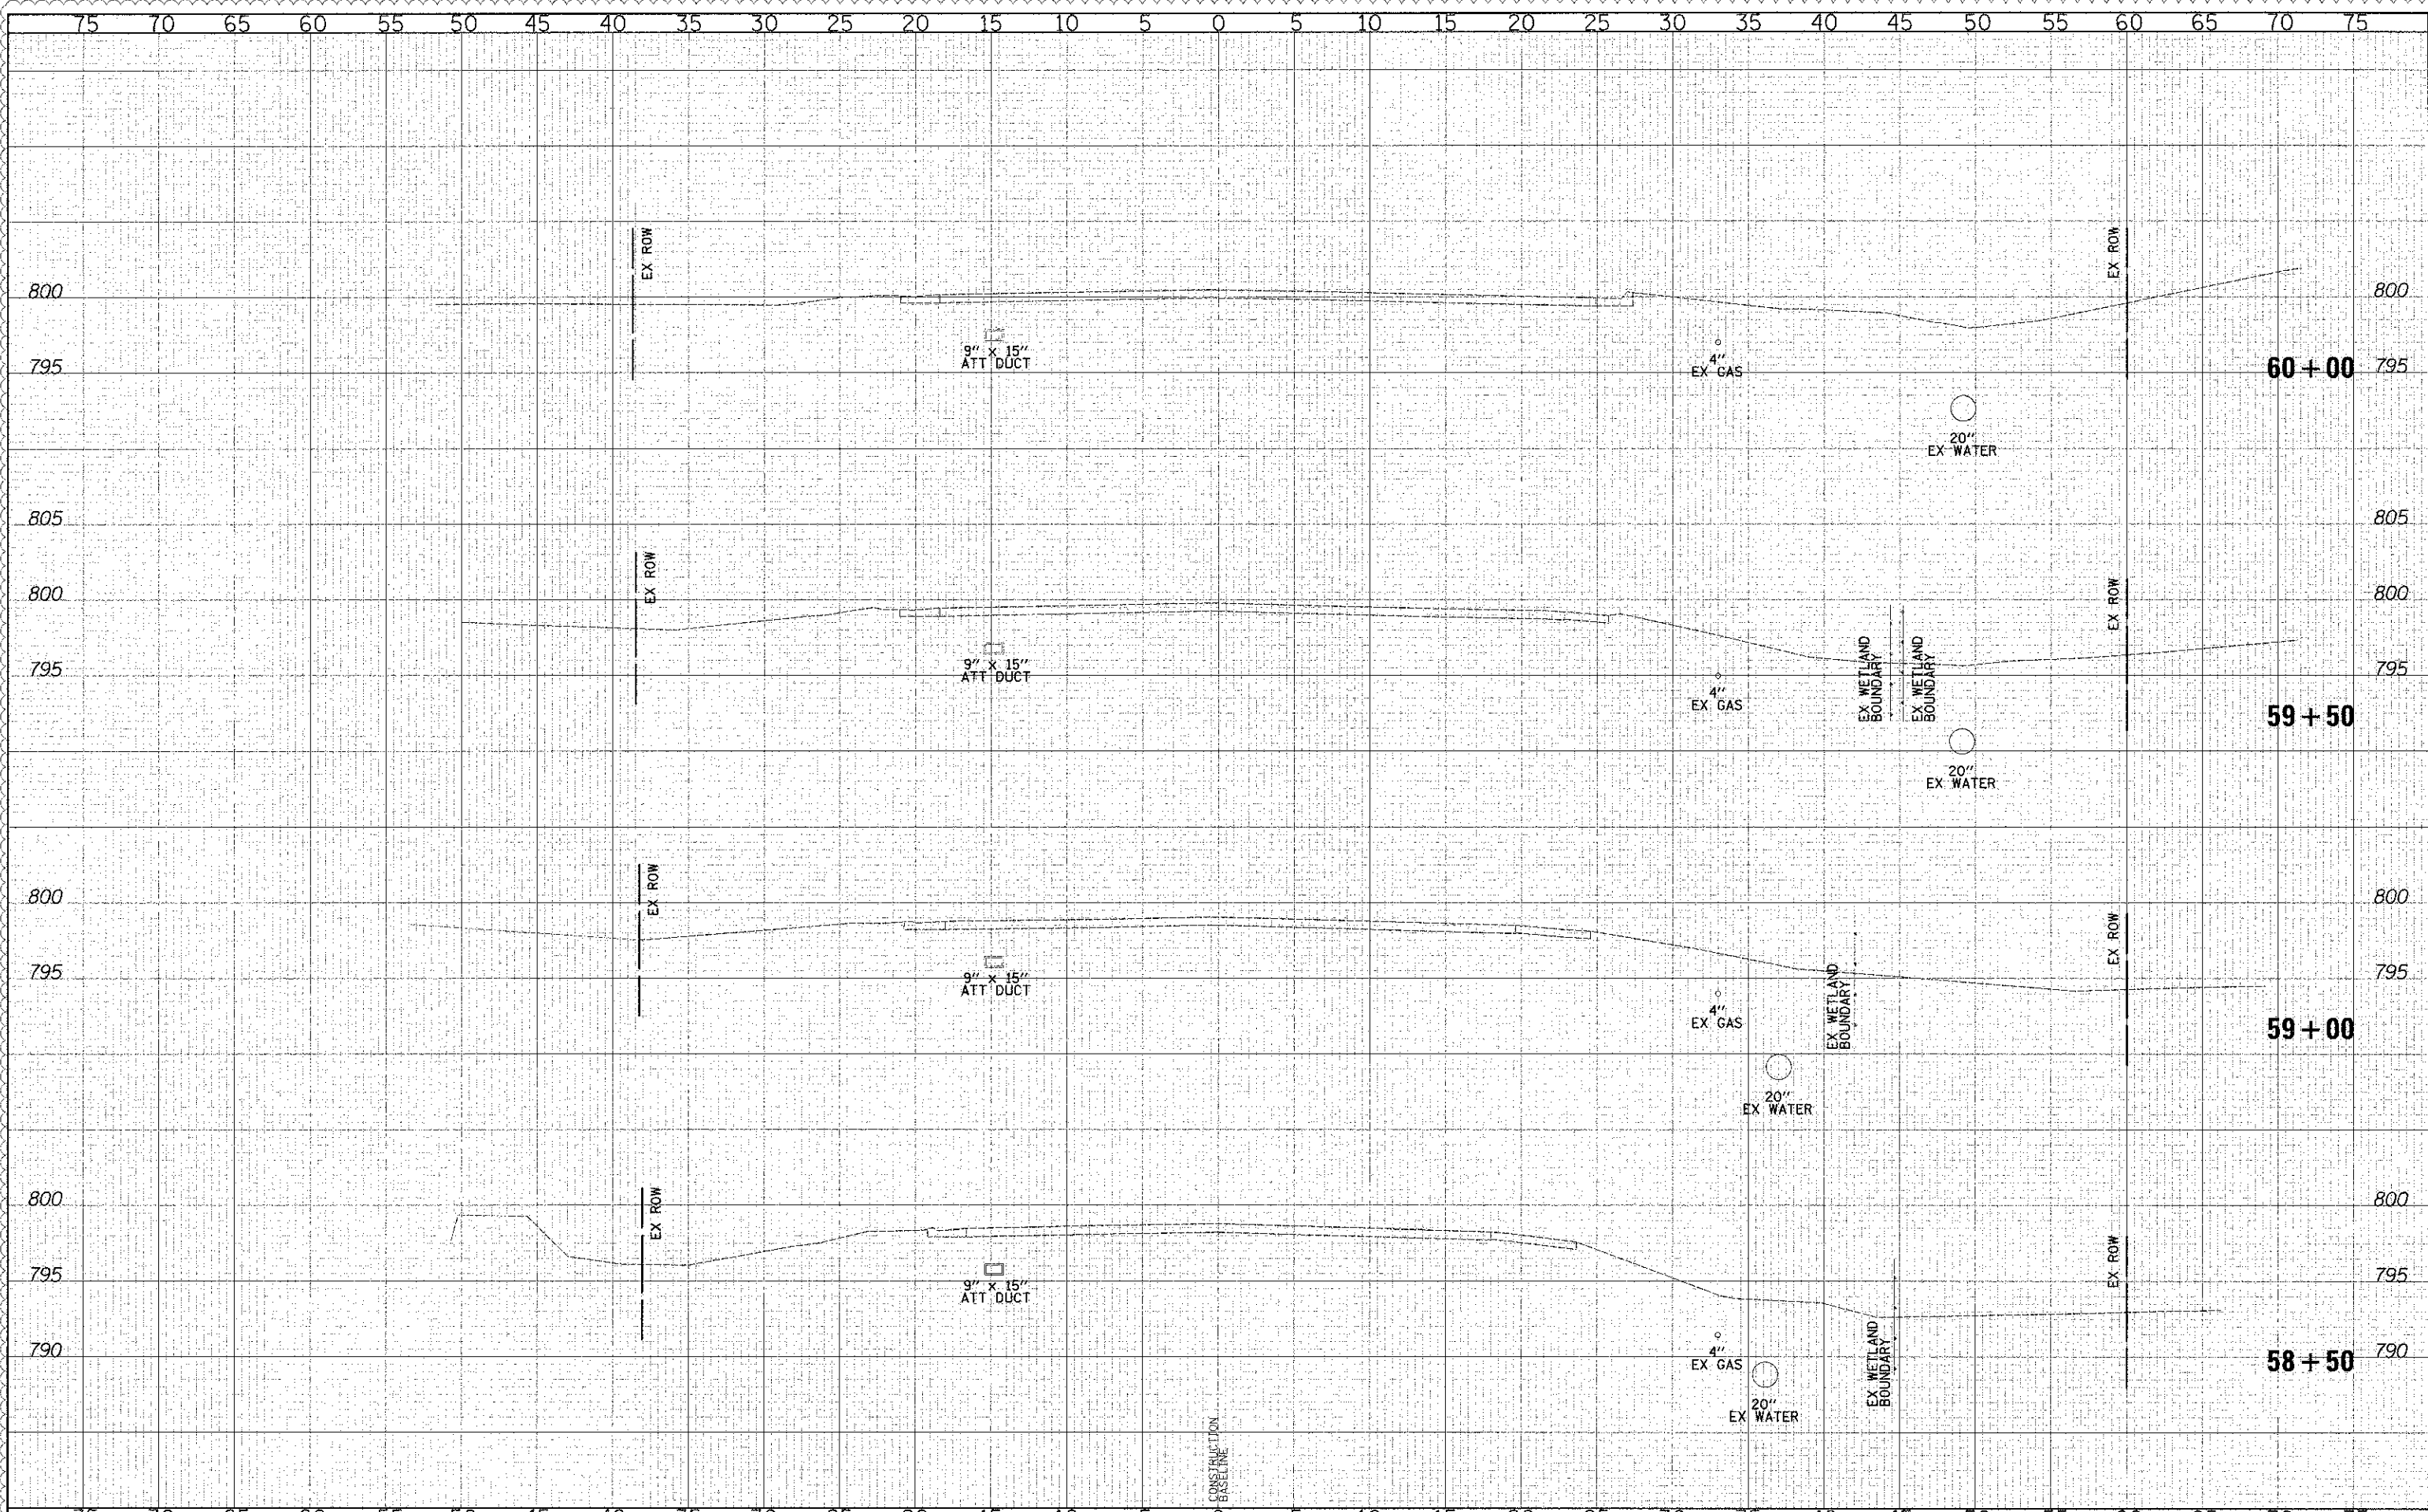 75 70 65 60 55 50 45 40 35 30 25 20 15 10 5 0 5 10 15 20 25 30 35 40 45 50 55 60 65 70 75
EX ROW
EX ROW
800
800
9" x 15"
ATT DUCT
4"
EX GAS
795
60+00
795
20"
EX WATER
805
805
EX ROW
EX ROW
800
800
9" x 15"
ATT DUCT
4"
EX GAS
EX WETLAND
BOUNDARY
EX WETLAND
BOUNDARY
795
795
59+50
20"
EX WATER
EX ROW
EX ROW
800
800
795
795
9" x 15"
ATT DUCT
4"
EX GAS
EX WETLAND
BOUNDARY
59+00
20"
EX WATER
EX ROW
EX ROW
800
800
795
795
9" x 15"
ATT DUCT
4"
EX GAS
EX WETLAND
BOUNDARY
790
58+50
790
20"
EX WATER
CONSTRUCTION
BASELINE